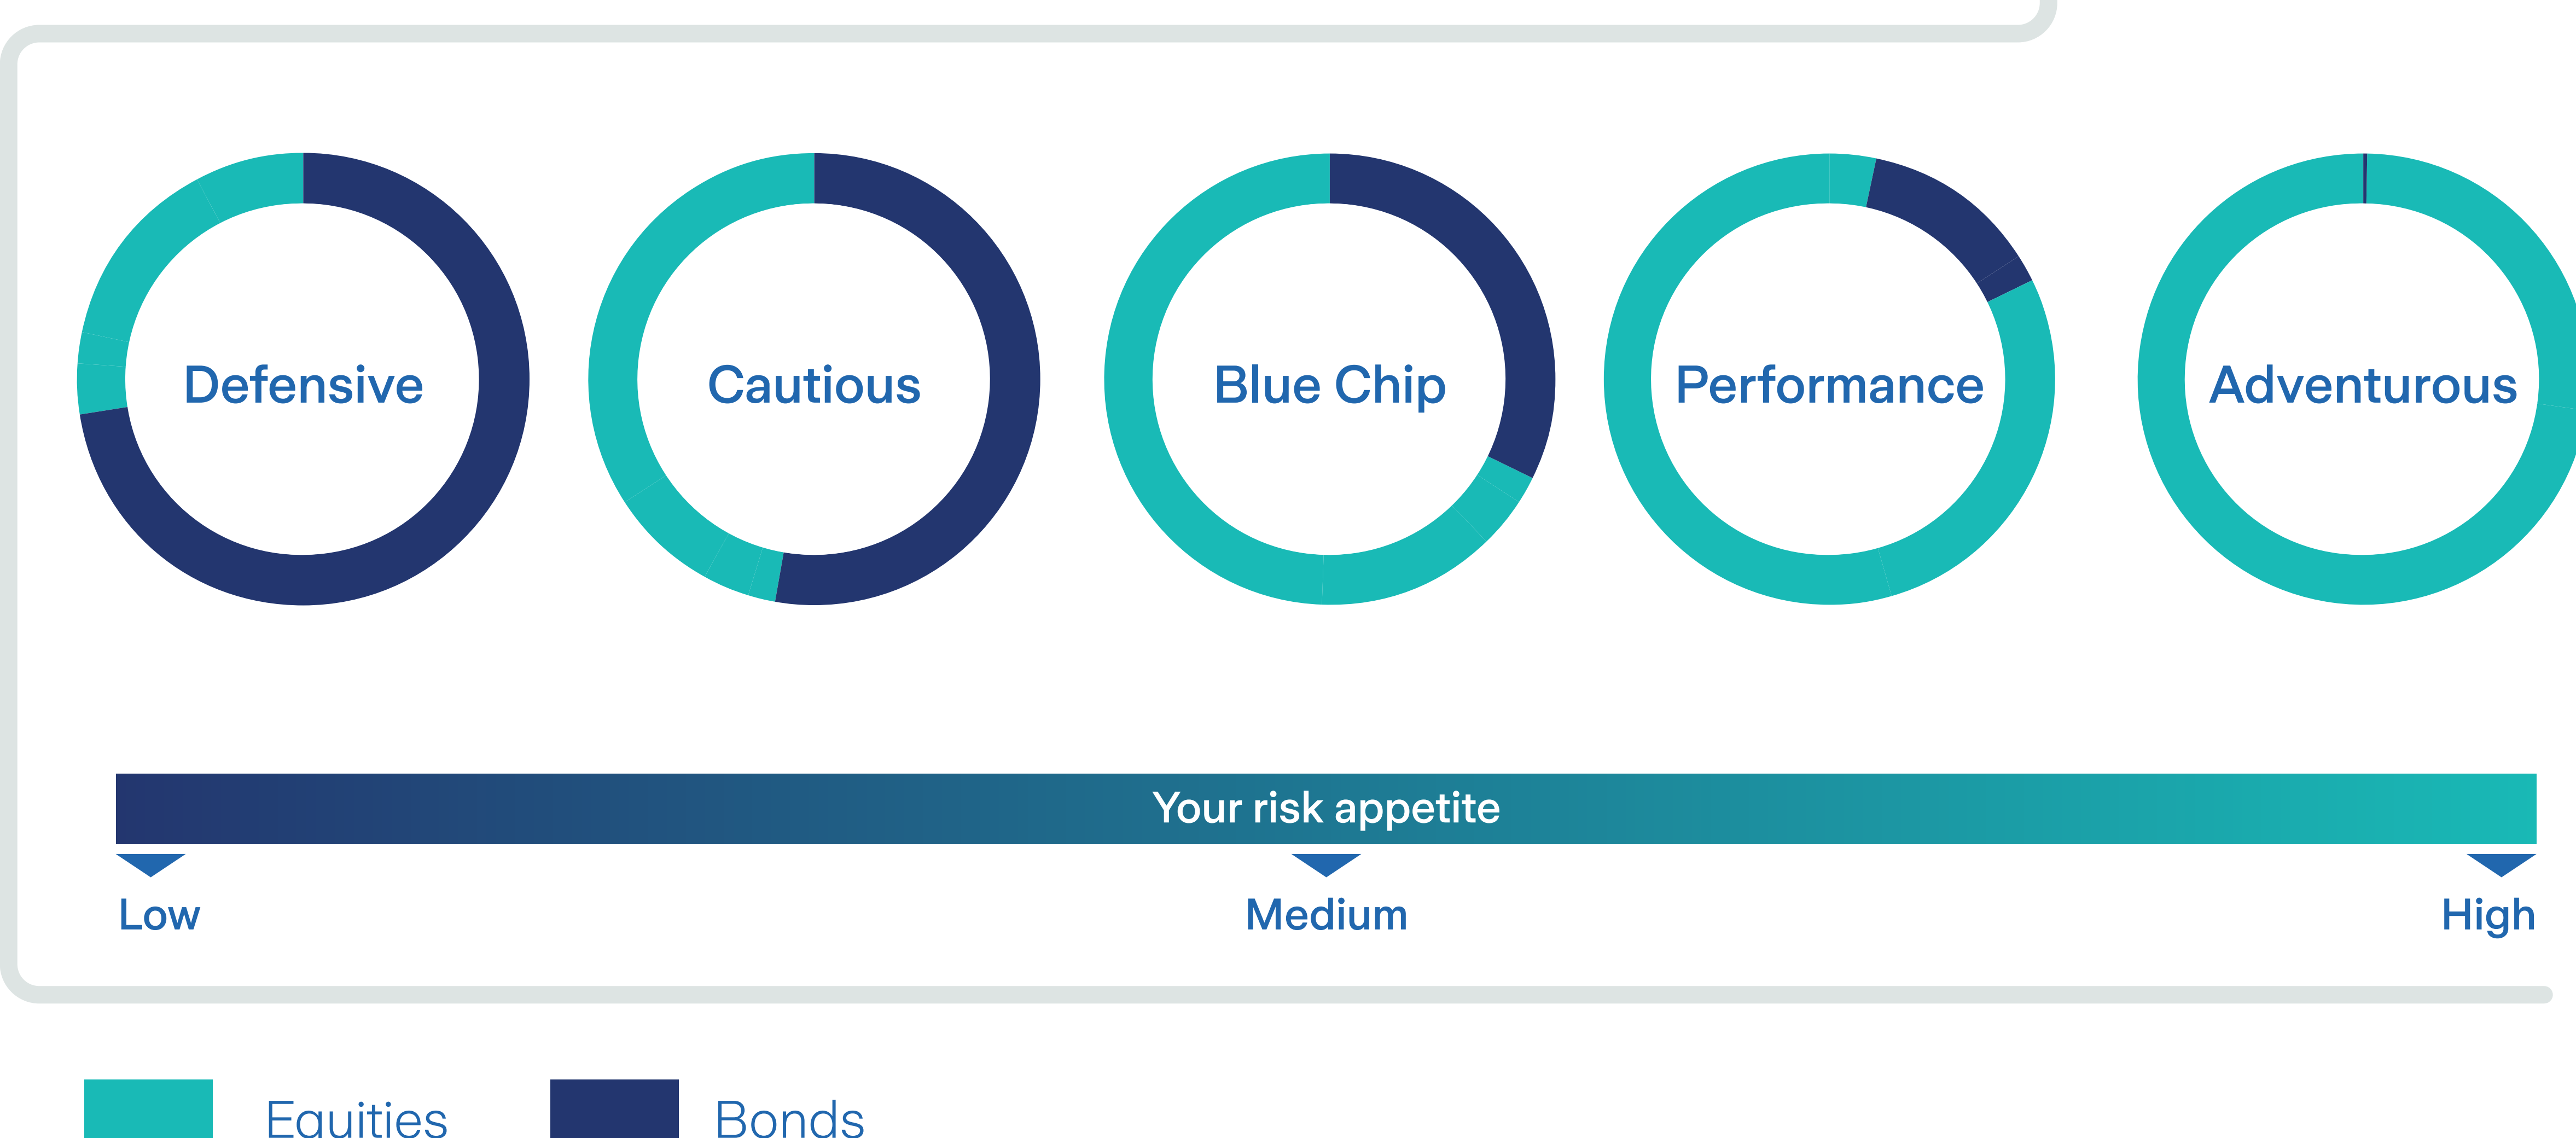 Defensive
Cautious
Blue Chip
Performance
Adventurous
Your risk appetite
Low
Medium
High
Equities
Bonds